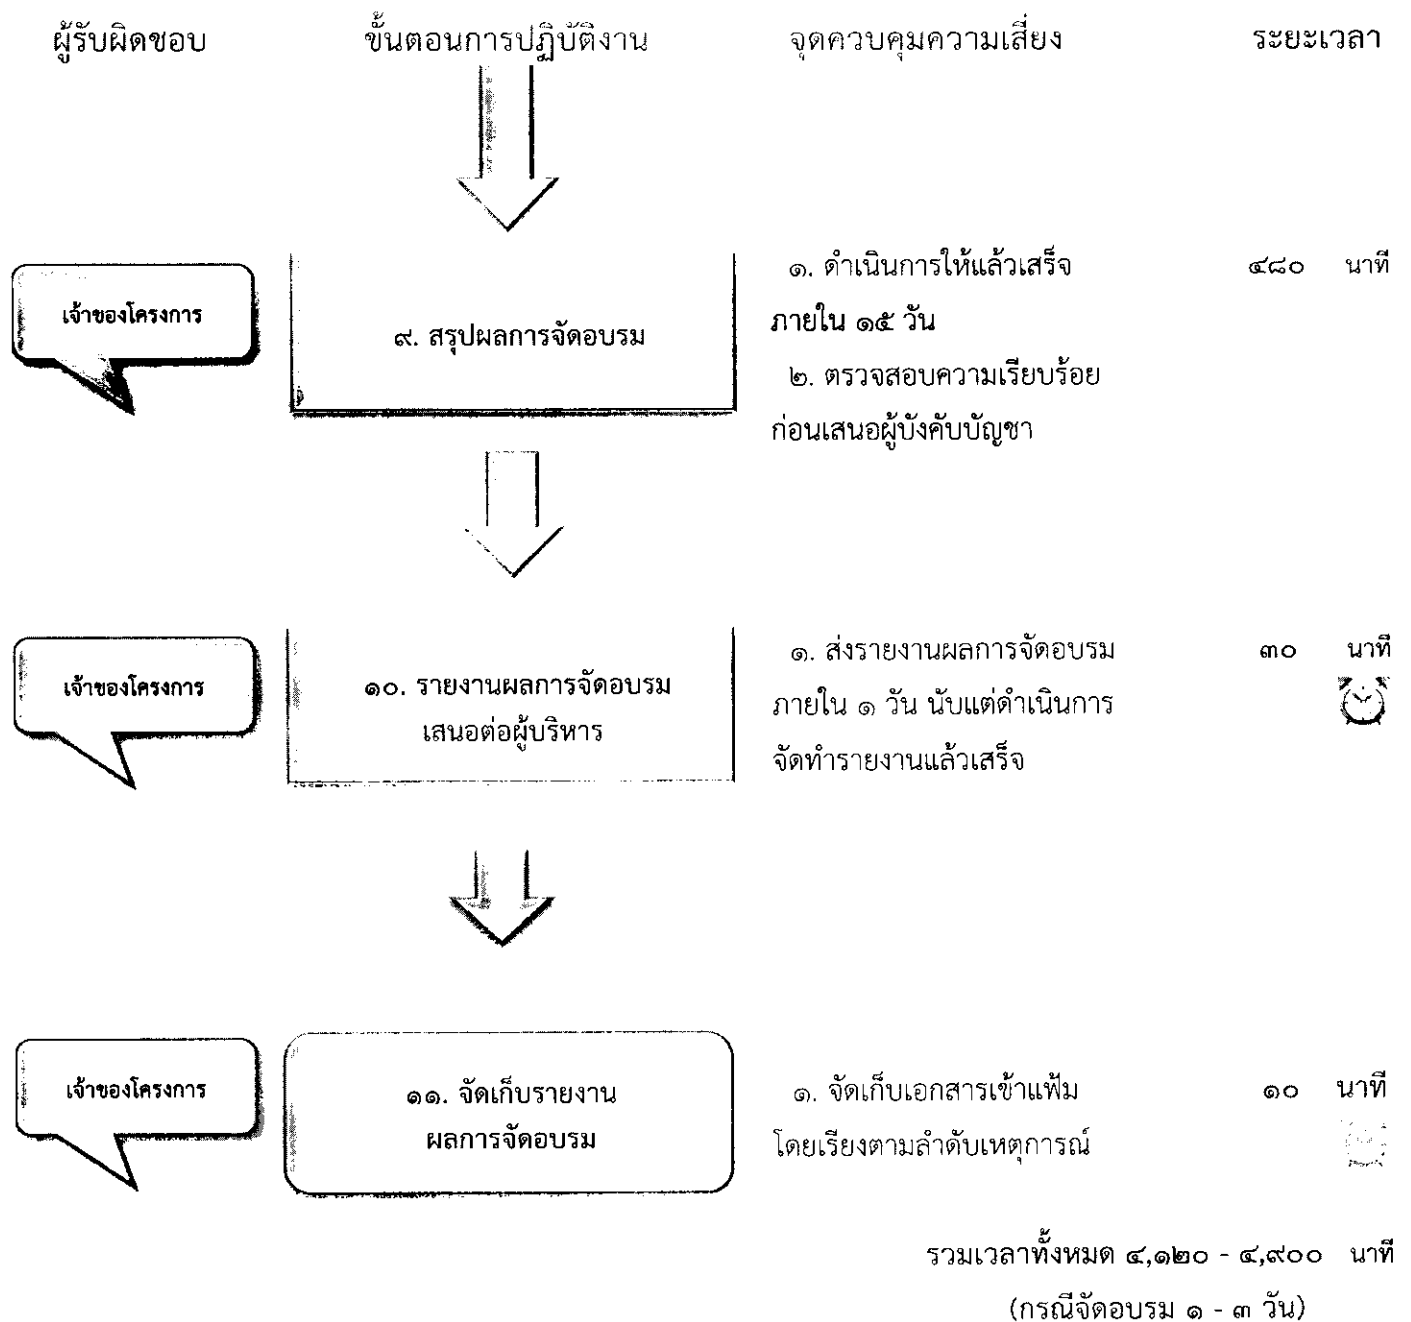 ผู้รับผิดชอบ ขั้นตอนการปฏิบัติงาน จุดควบคุมความเสี่ยง ระยะเวลา
เจ้าของโครงการ
๙. สรุปผลการจัดอบรม
๑. ดำเนินการให้แล้วเสร็จ
ภายใน ๑๕ วัน
๒. ตรวจสอบความเรียบร้อย
ก่อนเสนอผู้บังคับบัญชา
๔๘๐ นาที
เจ้าของโครงการ
๑๐. รายงานผลการจัดอบรม
เสนอต่อผู้บริหาร
๑. ส่งรายงานผลการจัดอบรม
ภายใน ๑ วัน นับแต่ดำเนินการ
จัดทำรายงานแล้วเสร็จ
๓๐ นาที
เจ้าของโครงการ
๑๑. จัดเก็บรายงาน
ผลการจัดอบรม
๑. จัดเก็บเอกสารเข้าแฟ้ม
โดยเรียงตามลำดับเหตุการณ์
๑๐ นาที
รวมเวลาทั้งหมด ๔,๑๒๐ - ๔,๙๐๐ นาที
(กรณีจัดอบรม ๑ - ๓ วัน)